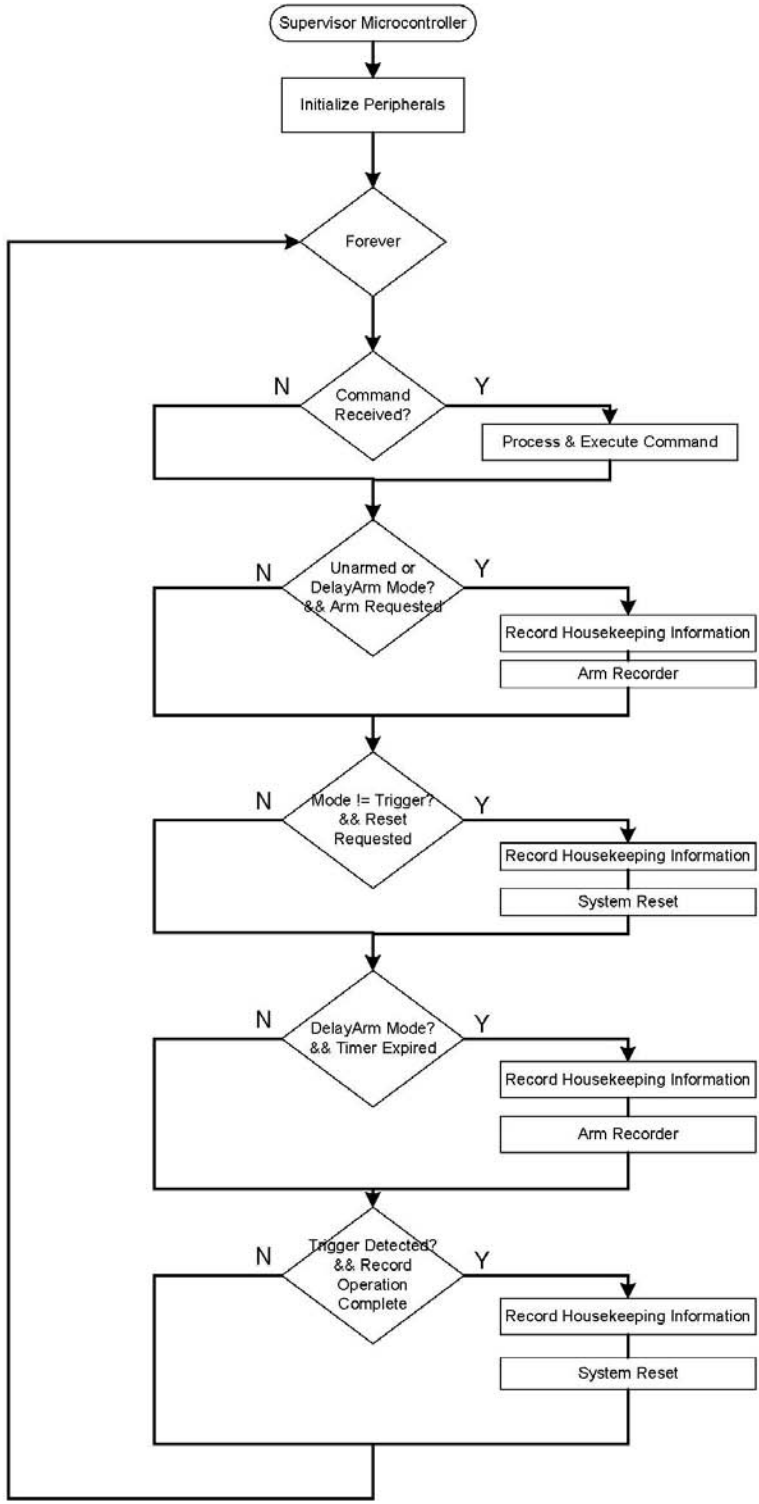 Supervisor Microcontroller
Initialize Peripherals
Forever
N
Y
Command
Received?
Process & Execute Command
N
Y
Unarmed or
DelayArm Mode?
&& Arm Requested
Record Housekeeping Information
Arm Recorder
N
Y
Mode != Trigger?
&& Reset
Requested
Record Housekeeping Information
System Reset
N
Y
DelayArm Mode?
&& Timer Expired
Record Housekeeping Information
Arm Recorder
N
Y
Trigger Detected?
&& Record
Operation
Complete
Record Housekeeping Information
System Reset